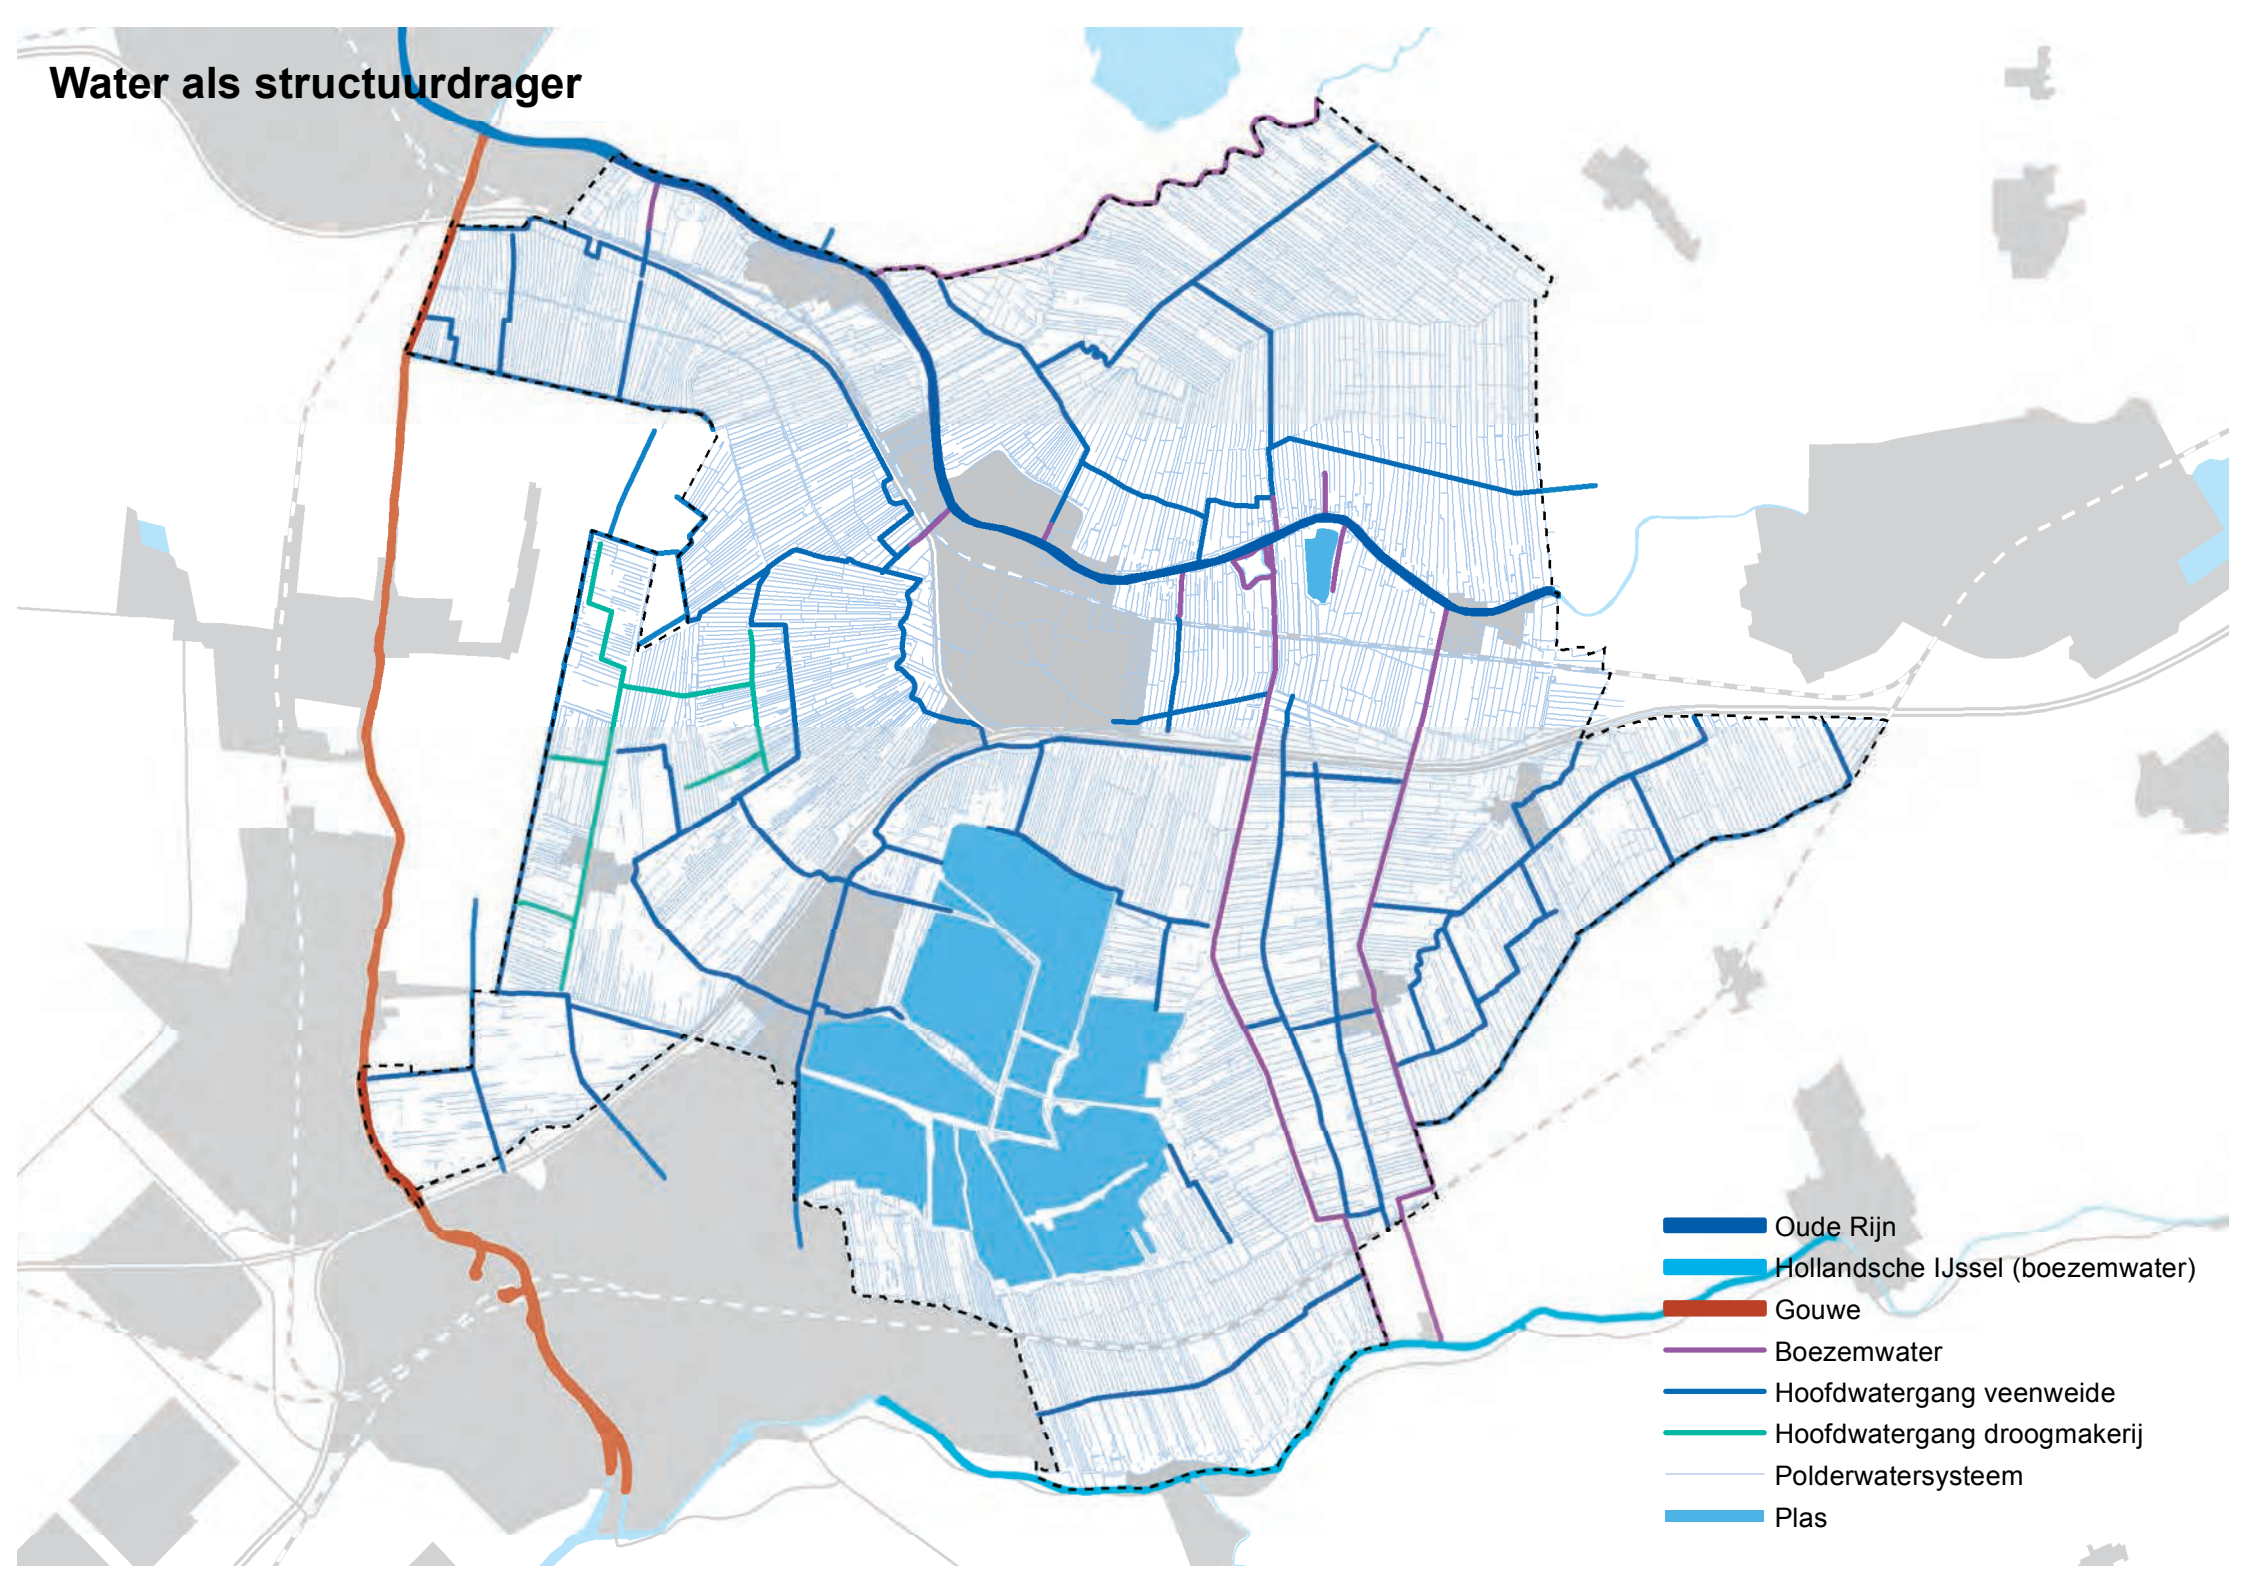 Water als structuurdrager
Oude Rijn
Hollandsche IJssel (boezemwater)
Gouwe
Boezemwater
Hoofdwatergang veenweide
Hoofdwatergang droogmakerij
Polderwatersysteem
Plas